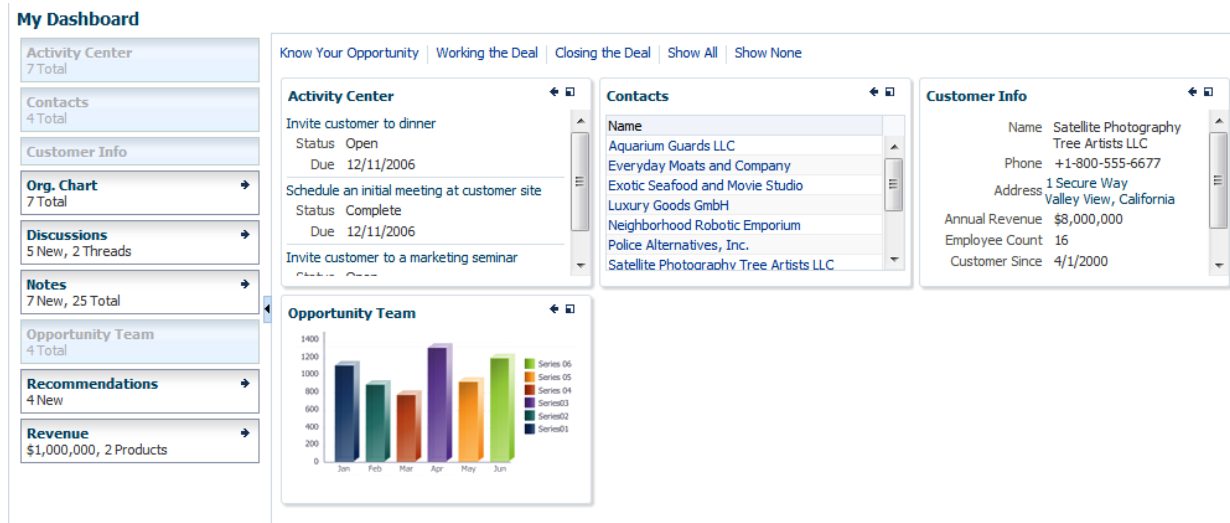 My Dashboard
Activity Center
7 Total
Contacts
4 Total
Customer Info
Org. Chart
7 Total
Discussions
5 New, 2 Threads
Notes
7 New, 25 Total
Opportunity Team
4 Total
Recommendations
4 New
Revenue
$1,000,000, 2 Products
Know Your Opportunity Working the Deal Closing the Deal Show All Show None
Activity Center
Invite customer to dinner
Status Open
Due 12/11/2006
Schedule an initial meeting at customer site
Status Complete
Due 12/11/2006
Invite customer to a marketing seminar
Status Open
Contacts
Name
Aquarium Guards LLC
Everyday Moats and Company
Exotic Seafood and Movie Studio
Luxury Goods GmbH
Neighborhood Robotic Emporium
Police Alternatives, Inc.
Satellite Photography Tree Artists LLC
Customer Info
Name Satellite Photography
Tree Artists LLC
Phone +1-800-555-6677
Address 1 Secure Way
Valley View, California
Annual Revenue $8,000,000
Employee Count 16
Customer Since 4/1/2000
Opportunity Team
1400
1200
1000
800
600
400
200
0
Jan Feb Mar Apr May Jun
Series 06
Series 05
Series 04
Series03
Series02
Series01